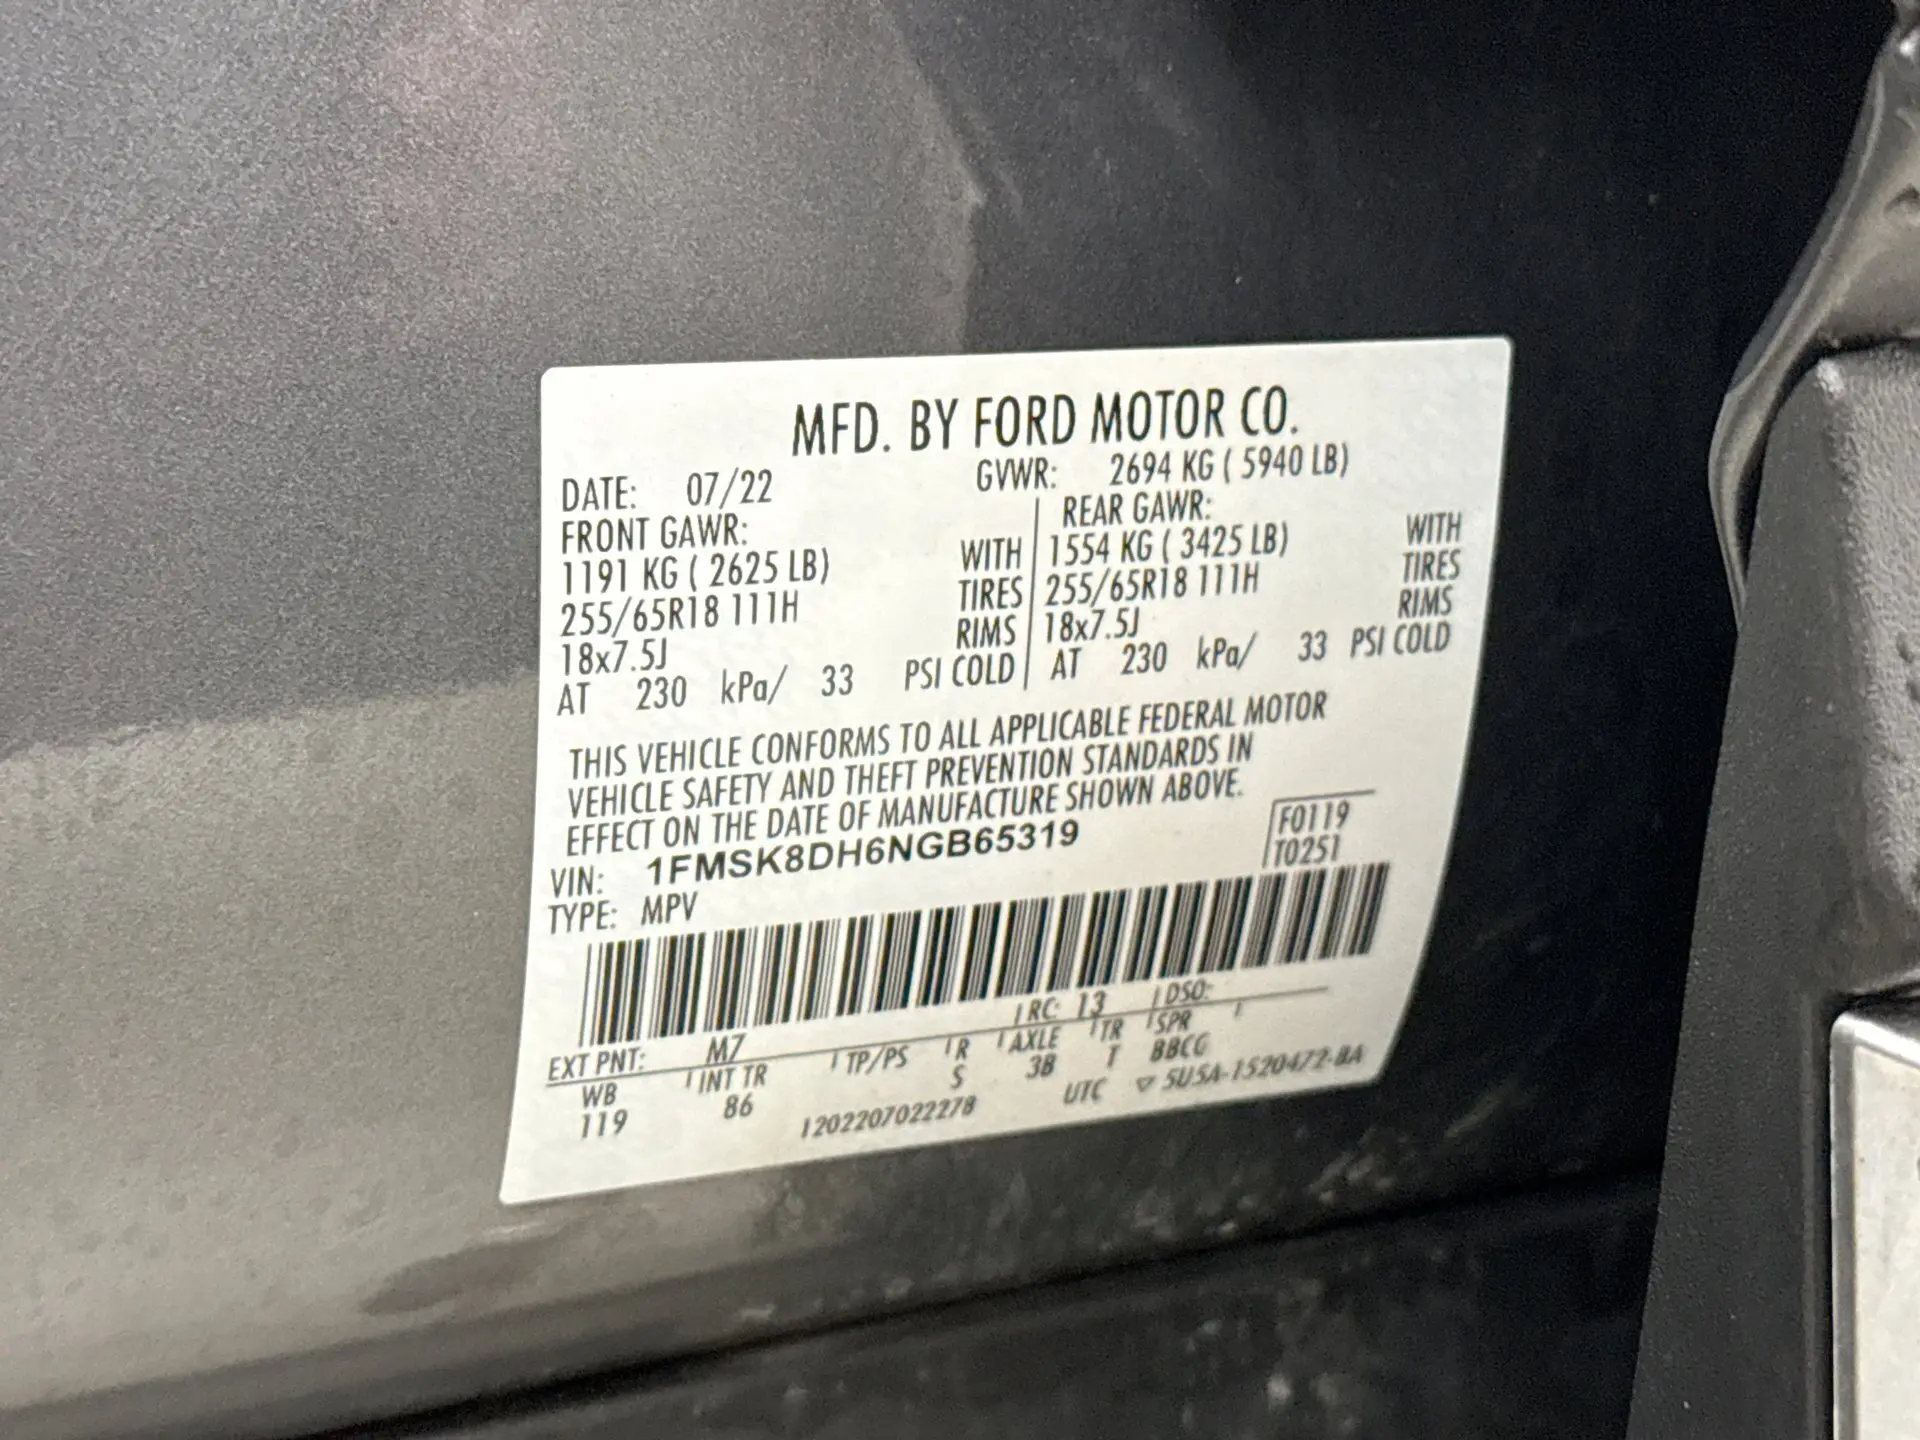 MFD. BY FORD MOTOR CO.
DATE: 07/22
GVWR: 2694 KG ( 5940 LB)
FRONT GAWR:
1191 KG ( 2625 LB) WITH
255/65R18 111H TIRES
18x7.5J RIMS
AT 230 kPa/ 33 PSI COLD
REAR GAWR:
1554 KG ( 3425 LB) WITH
255/65R18 111H TIRES
18x7.5J RIMS
AT 230 kPa/ 33 PSI COLD
THIS VEHICLE CONFORMS TO ALL APPLICABLE FEDERAL MOTOR
VEHICLE SAFETY AND THEFT PREVENTION STANDARDS IN
EFFECT ON THE DATE OF MANUFACTURE SHOWN ABOVE.
VIN: 1FMSK8DH6NGB65319
TYPE: MPV
F0119
T0251
EXT PNT: M7 RC: 13 DSO:
WB INT TR TP/PS R AXLE TR SPR
119 86 S 3B T BBCG
1202207022278 UTC ▽ 5U5A-1520472-BA